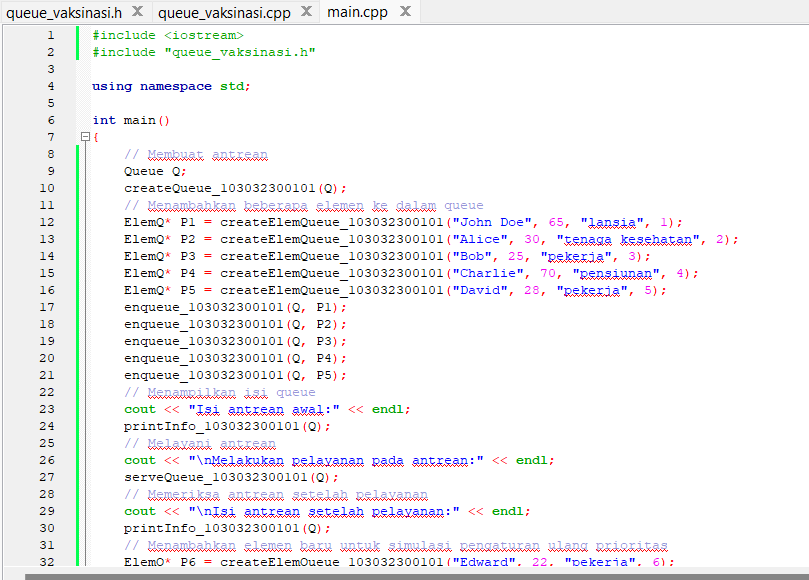 queue_vaksinasi.h X queue_vaksinasi.cpp X main.cpp X
1 #include <iostream>
2 #include "queue_vaksinasi.h"
3
4 using namespace std;
5
6 int main()
7 {
8 // Membuat antrean
9 Queue Q;
10 createQueue_103032300101(Q);
11 // Menambahkan beberapa elemen ke dalam queue
12 ElemQ* P1 = createElemQueue_103032300101("John Doe", 65, "lansia", 1);
13 ElemQ* P2 = createElemQueue_103032300101("Alice", 30, "tenaga kesehatan", 2);
14 ElemQ* P3 = createElemQueue_103032300101("Bob", 25, "pekerja", 3);
15 ElemQ* P4 = createElemQueue_103032300101("Charlie", 70, "pensiunan", 4);
16 ElemQ* P5 = createElemQueue_103032300101("David", 28, "pekerja", 5);
17 enqueue_103032300101(Q, P1);
18 enqueue_103032300101(Q, P2);
19 enqueue_103032300101(Q, P3);
20 enqueue_103032300101(Q, P4);
21 enqueue_103032300101(Q, P5);
22 // Menampilkan isi queue
23 cout << "Isi antrean awal:" << endl;
24 printInfo_103032300101(Q);
25 // Melayani antrean
26 cout << "\nMelakukan pelayanan pada antrean:" << endl;
27 serveQueue_103032300101(Q);
28 // Memeriksa antrean setelah pelayanan
29 cout << "\nIsi antrean setelah pelayanan:" << endl;
30 printInfo_103032300101(Q);
31 // Menambahkan elemen baru untuk simulasi pengaturan ulang prioritas
32 ElemQ* P6 = createElemQueue_103032300101("Edward", 22, "pekerja", 6);